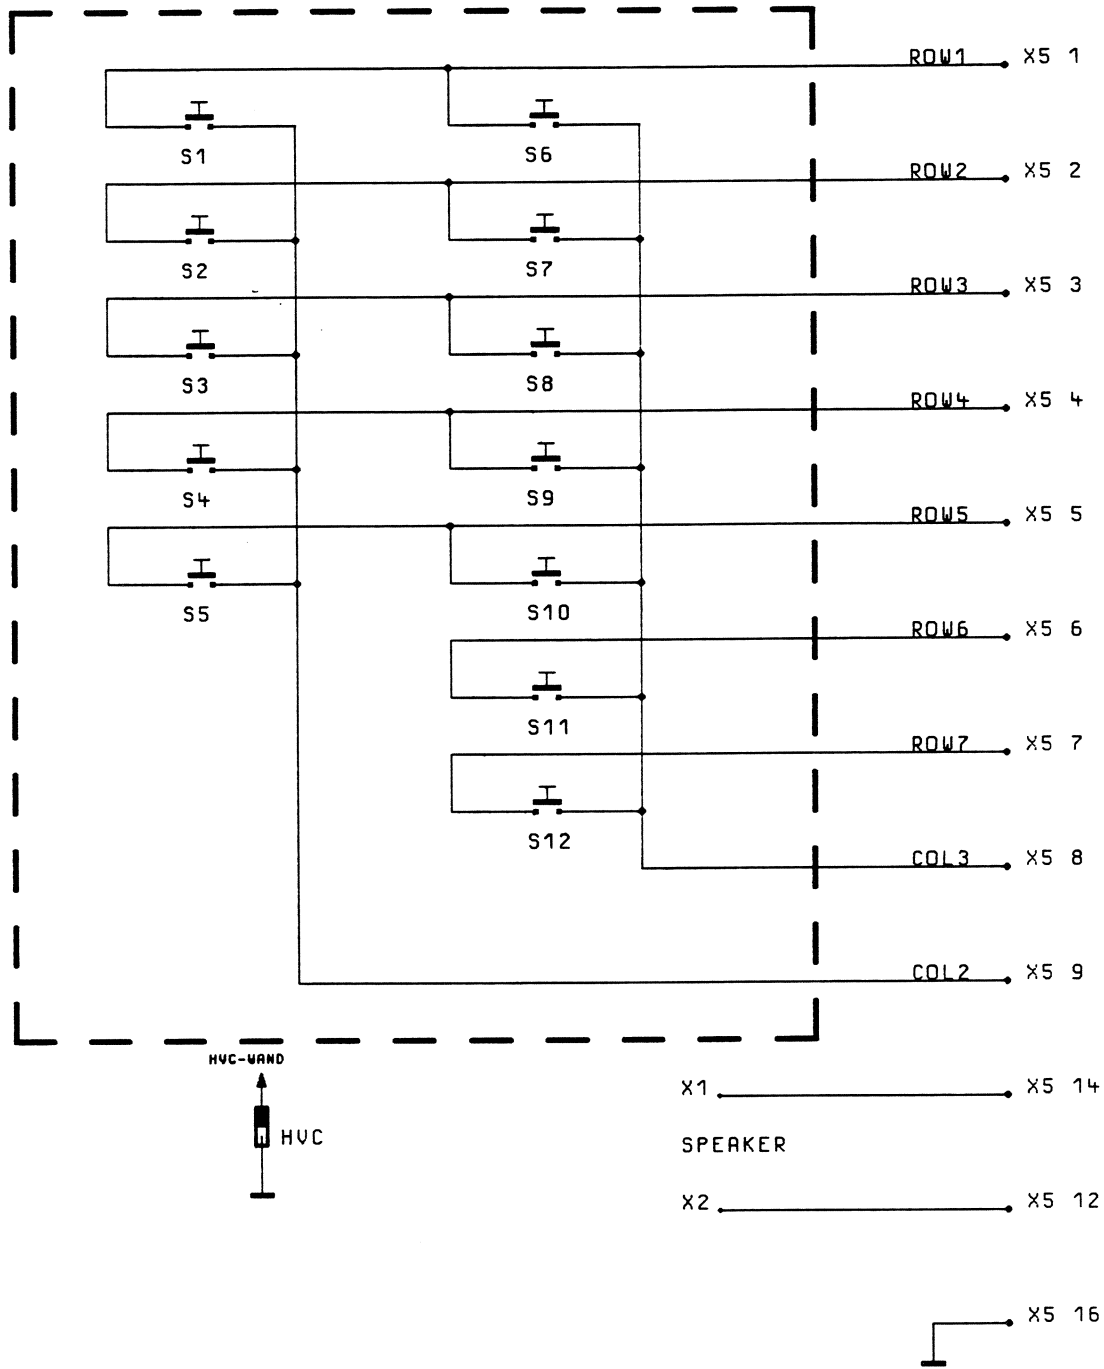 ROW1 X5 1
S1 S6
ROW2 X5 2
S2 S7
ROW3 X5 3
S3 S8
ROW4 X5 4
S4 S9
ROW5 X5 5
S5 S10
ROW6 X5 6
S11
ROW7 X5 7
S12
COL3 X5 8
COL2 X5 9
HVC-WAND
X1 X5 14
HVC
SPEAKER
X2 X5 12
X5 16